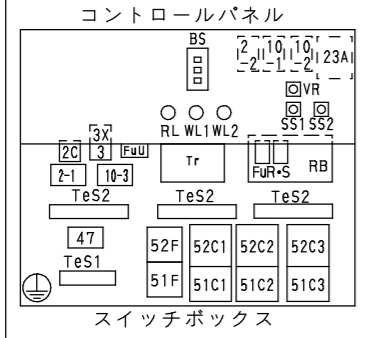 コントロールパネル
BS
2-2 10-1 10-2 23A
VR
RL WL1 WL2 SS1 SS2
3X
2C 3 FuU Tr FuR•S RB
2-1 10-3
TeS2 TeS2 TeS2
47 52F 52C1 52C2 52C3
TeS1
51F 51C1 51C2 51C3
スイッチボックス